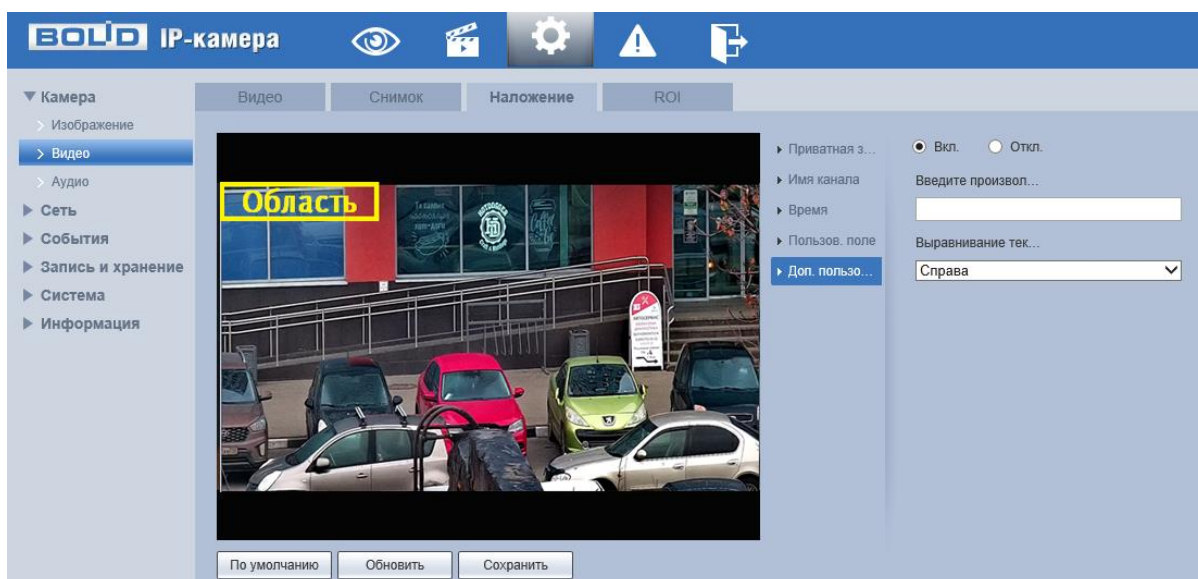 BOLID IP-камера
Камера
Изображение
Видео
Аудио
Сеть
События
Запись и хранение
Система
Информация
Видео
Снимок
Наложение
ROI
Область
Приватная з...
Имя канала
Время
Пользов. поле
Доп. пользо...
Вкл.
Откл.
Введите произвол...
Выравнивание тек...
Справа
По умолчанию
Обновить
Сохранить